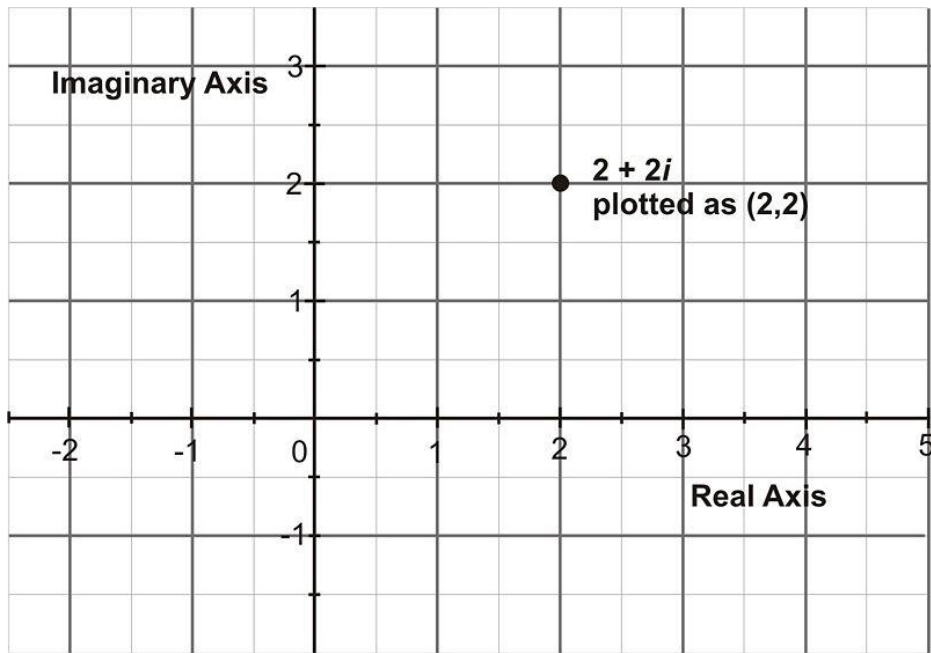 3
Imaginary Axis
2 + 2i
2
plotted as (2,2)
1
-2 -1 0 1 2 3 4 5
Real Axis
-1